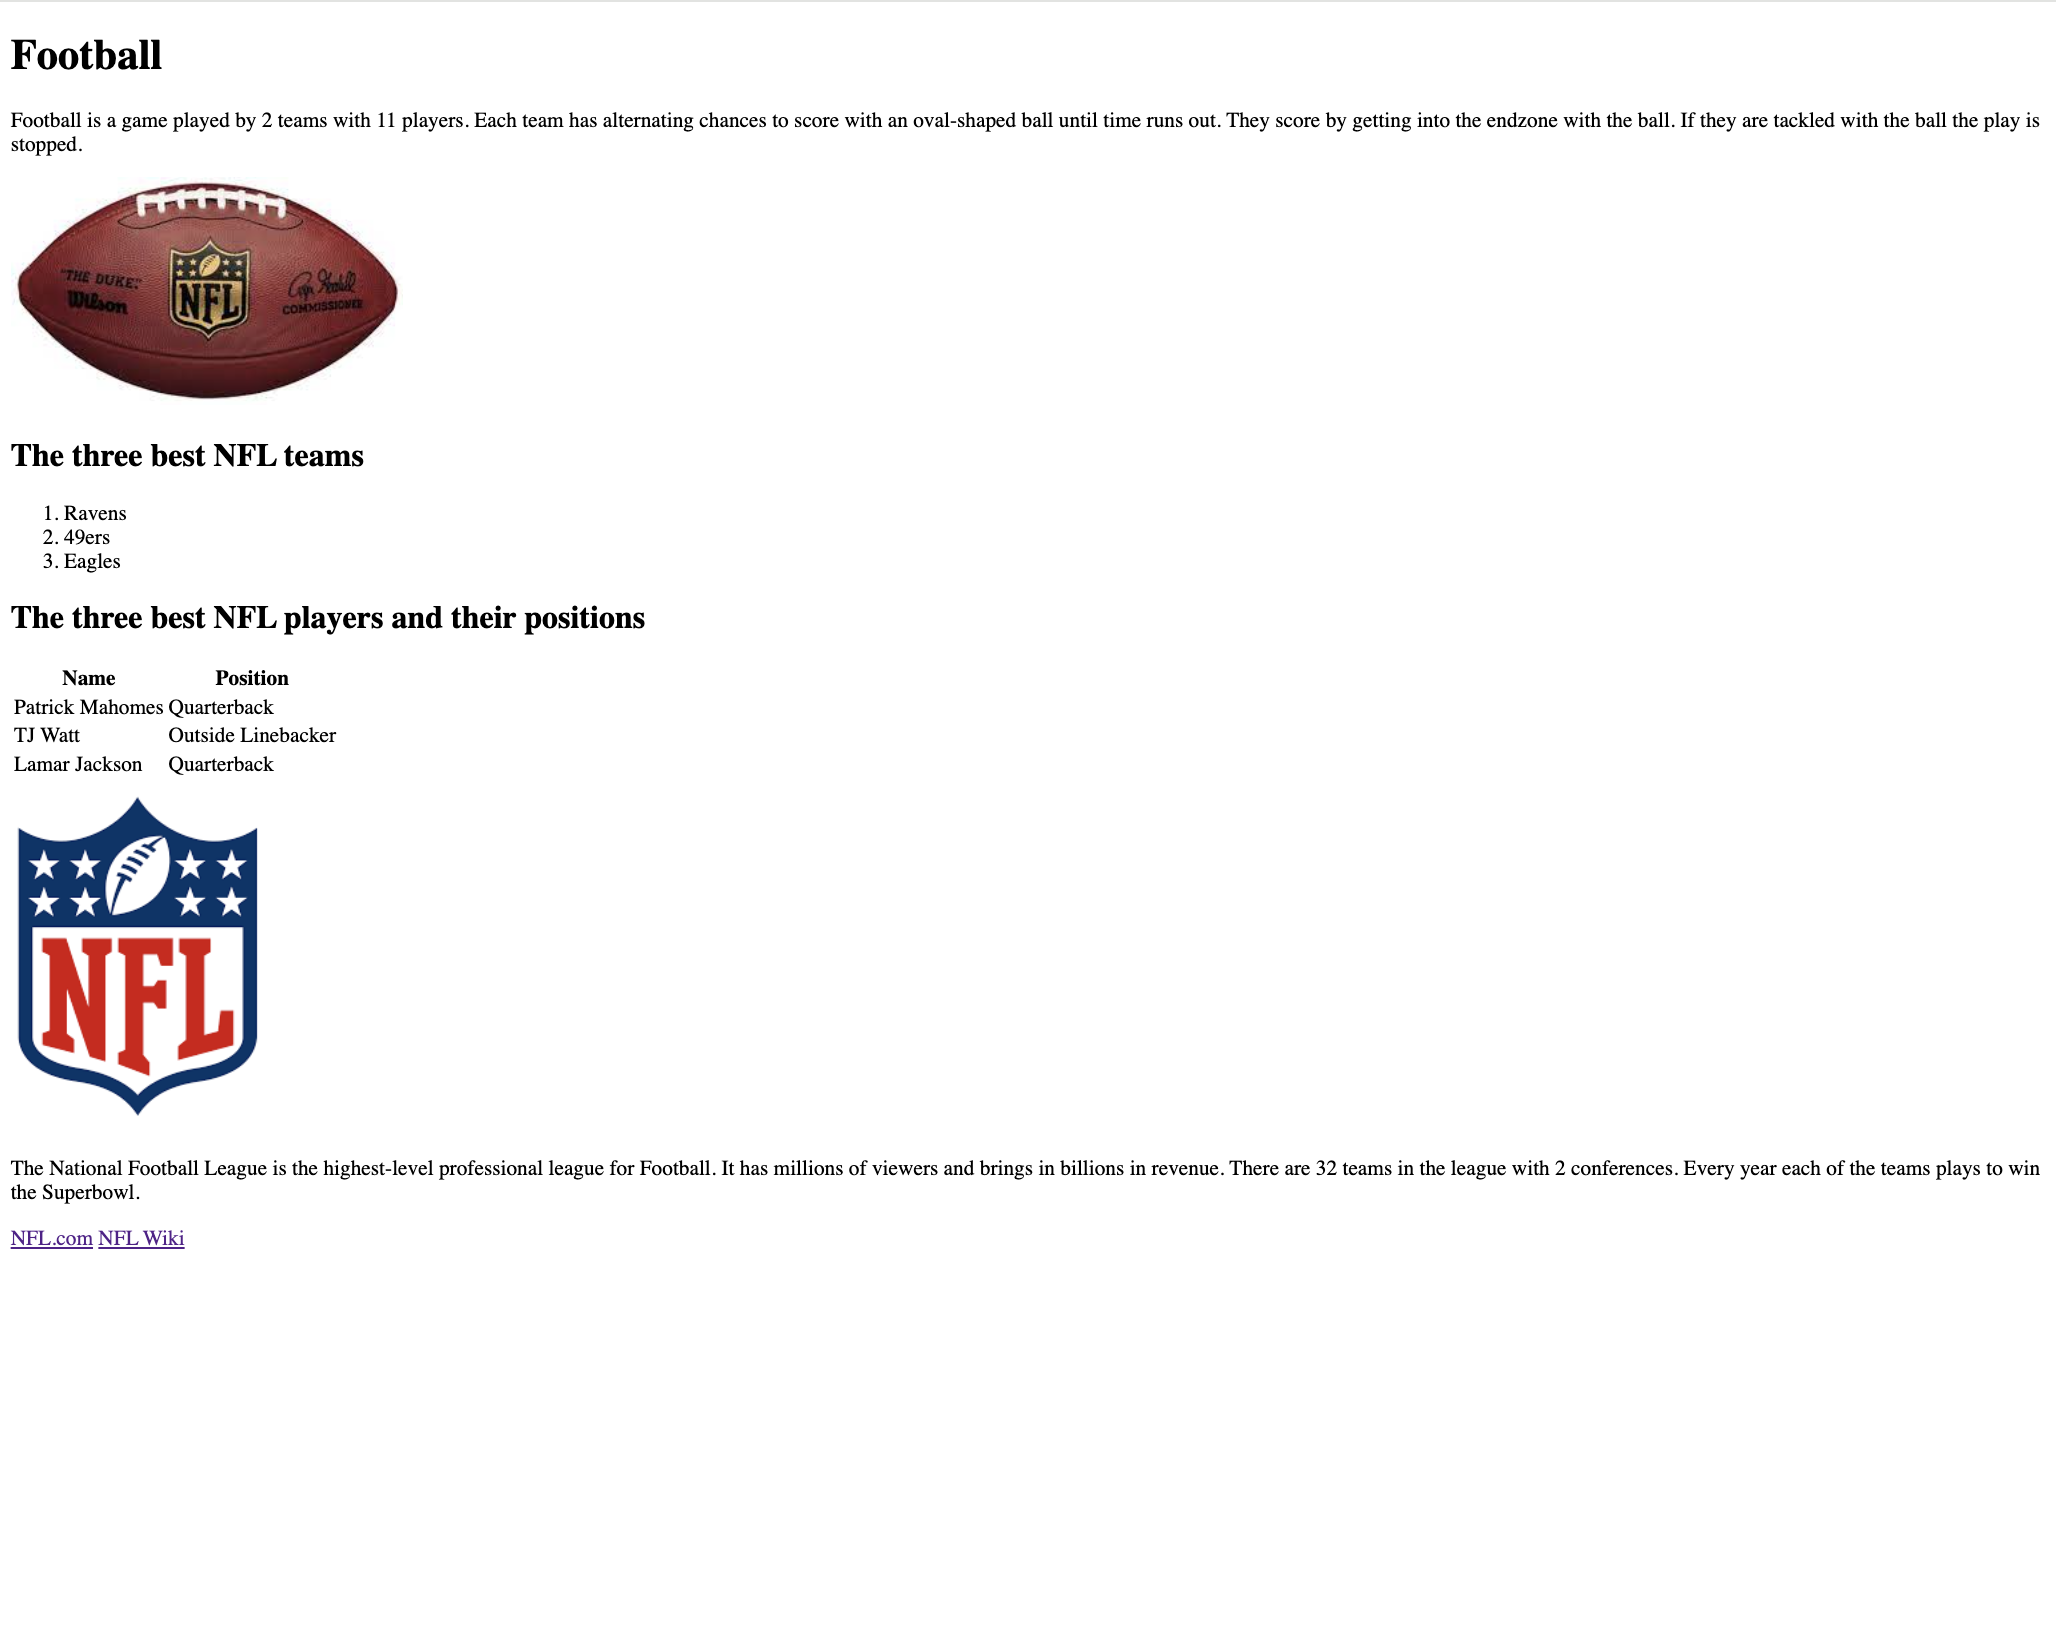 Football
Football is a game played by 2 teams with 11 players. Each team has alternating chances to score with an oval-shaped ball until time runs out. They score by getting into the endzone with the ball. If they are tackled with the ball the play is
stopped.
"THE DUKE"
Wilson
NFL
COMMISSIONER
The three best NFL teams
1. Ravens
2. 49ers
3. Eagles
The three best NFL players and their positions
Name Position
Patrick Mahomes Quarterback
TJ Watt Outside Linebacker
Lamar Jackson Quarterback
NFL
The National Football League is the highest-level professional league for Football. It has millions of viewers and brings in billions in revenue. There are 32 teams in the league with 2 conferences. Every year each of the teams plays to win
the Superbowl.
NFL.com NFL Wiki